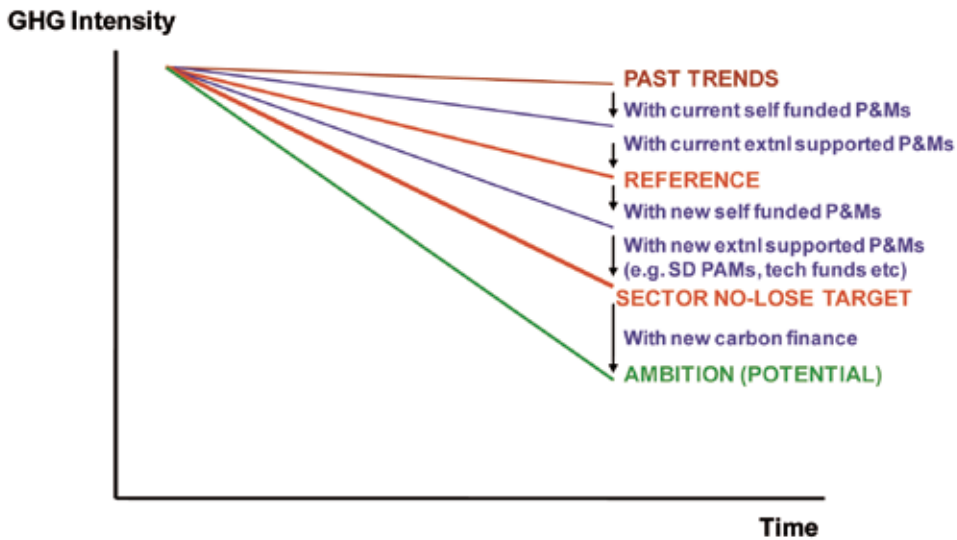 GHG Intensity
PAST TRENDS
With current self funded P&Ms
With current extnl supported P&Ms
REFERENCE
With new self funded P&Ms
With new extnl supported P&Ms
(e.g. SD PAMs, tech funds etc)
SECTOR NO-LOSE TARGET
With new carbon finance
AMBITION (POTENTIAL)
Time